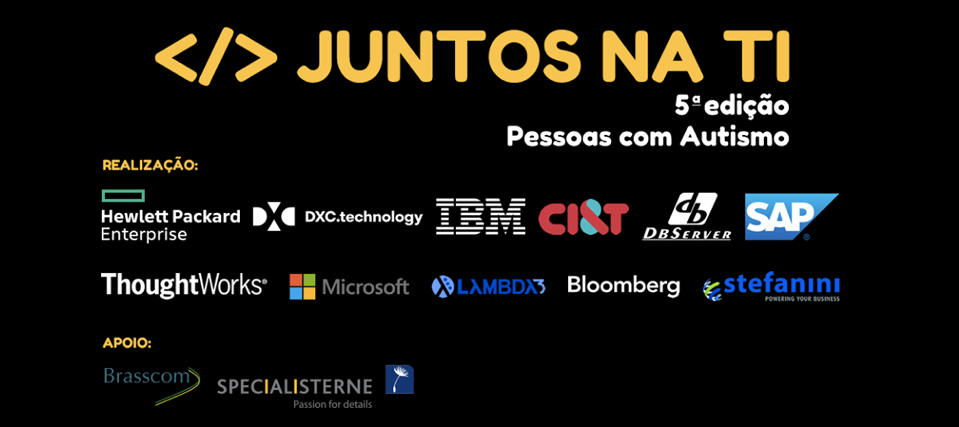 </> JUNTOS NA TI
5ª edição
Pessoas com Autismo
REALIZAÇÃO:
Hewlett Packard
Enterprise
DXC.technology
IBM
CI&T
db
DBSERVER
SAP
®
ThoughtWorks®
Microsoft
LAMBDA3
Bloomberg
stefanini
POWERING YOUR BUSINESS
APOIO:
Brasscom
SPECIALISTERNE
Passion for details